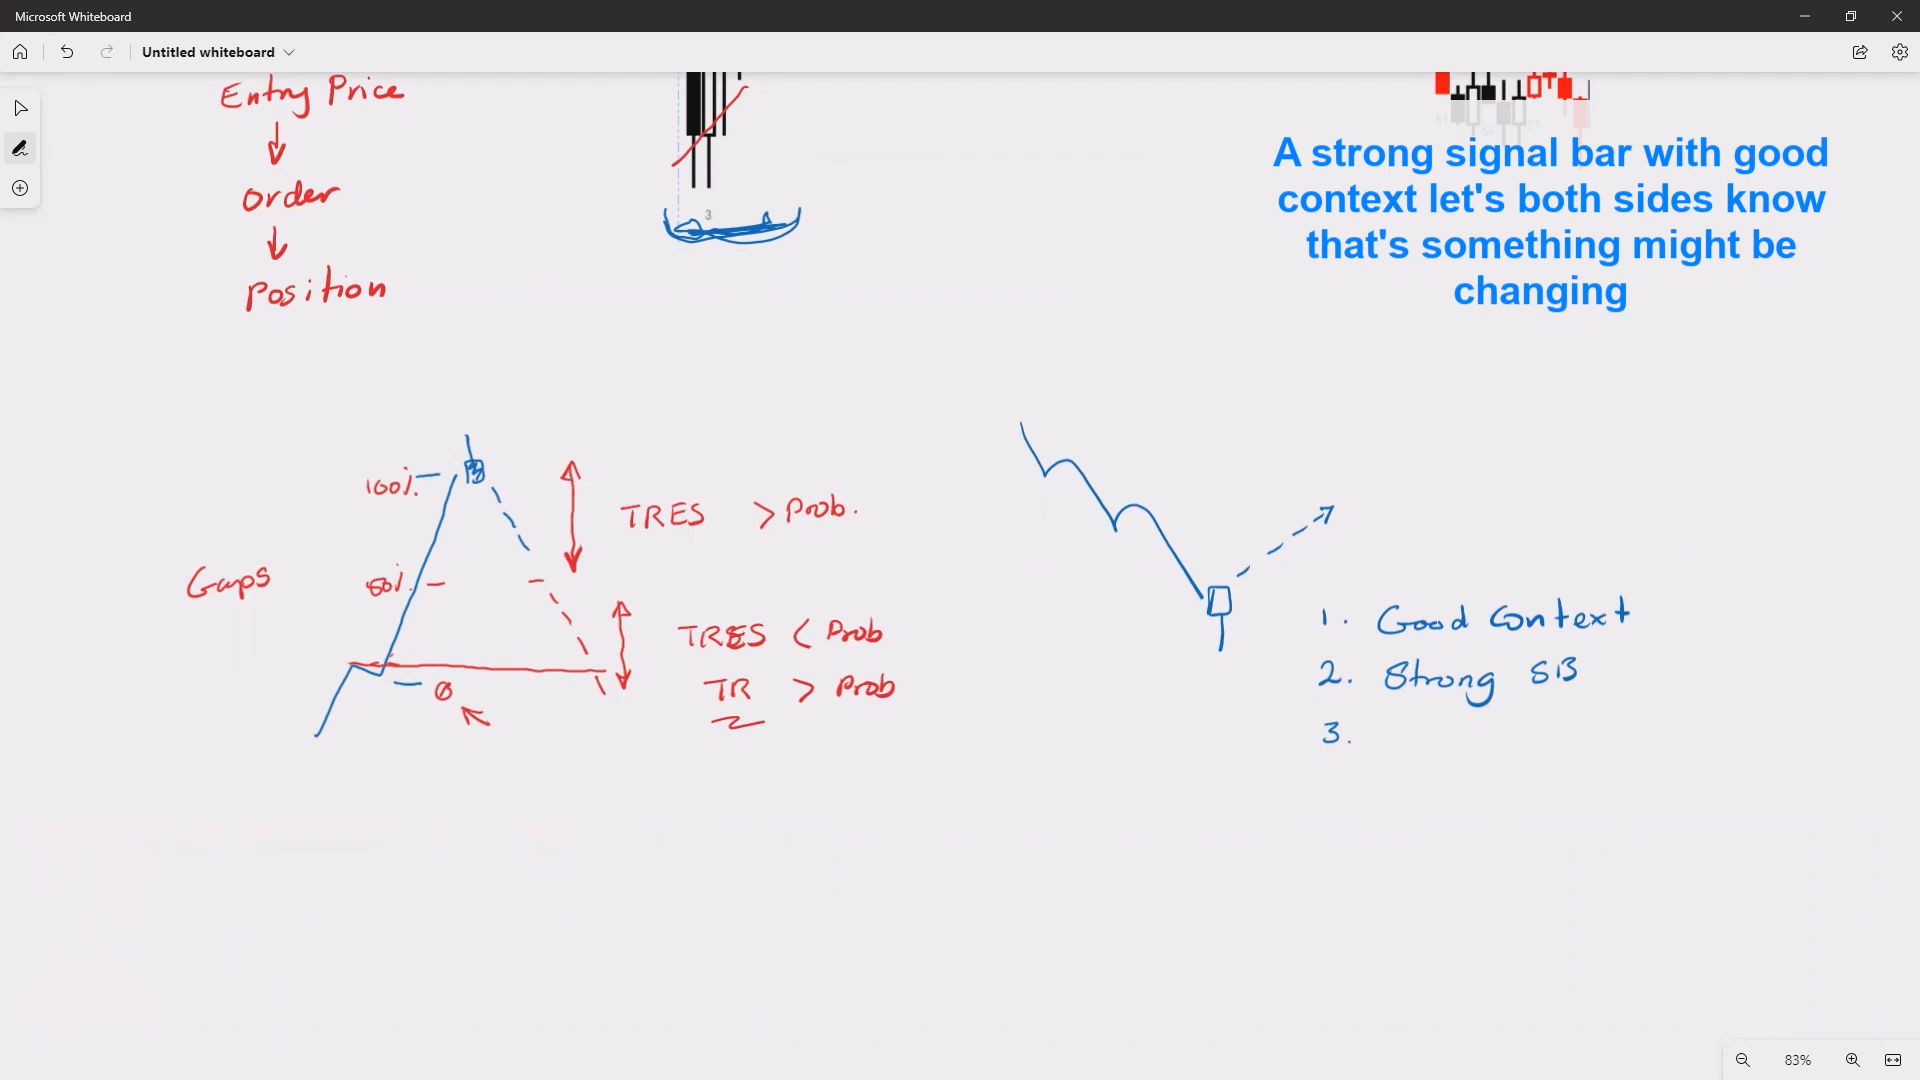 Microsoft Whiteboard
Untitled whiteboard
Entry Price
order
position
3
A strong signal bar with good
context let's both sides know
that's something might be
changing
100%
TRES > Prob.
Gaps
50%
TRES < Prob
0
TR > Prob
1. Good Context
2. Strong SB
3.
83%